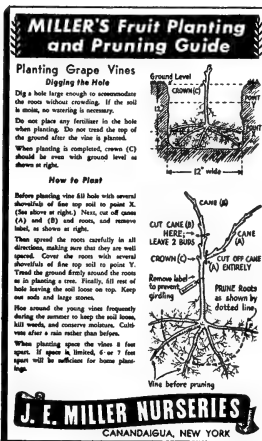 MILLER'S Fruit Planting
and Pruning Guide
Planting Grape Vines
Digging the Hole
Dig a hole large enough to accommodate
the roots without crowding. If the soil
is moist, no watering is necessary.
Do not place any fertilizer in the hole
when planting. Do not tread the top of
the ground after the vine is planted.
When planting is completed, crown (C)
should be even with ground level as
shown at right.
How to Plant
Before planting vine fill hole with several
shovelfuls of fine top soil to point X.
(See above at right.) Next, cut off canes
(A) and (B) and roots, and remove
label, as shown at right.
Then spread the roots carefully in all
directions, making sure that they are well
spaced. Cover the roots with several
shovelfuls of fine top soil to point Y.
Tread the ground firmly around the roots
as in planting a tree. Finally, fill rest of
hole leaving the soil loose on top. Keep
out sods and large stones.
Hoe around the young vines frequently
during the summer to keep the soil loose,
kill weeds, and conserve moisture. Culti-
vate after a rain rather than before.
When planting space the vines 8 feet
apart. If space is limited, 6 or 7 feet
apart will be sufficient for home plant-
ings.
Ground Level
CROWN (C)
POINT
12"
POINT
12" wide
CANE (B)
CUT CANE (B)
HERE;
LEAVE 2 BUDS
CANE
(A)
CROWN (C)
CUT OFF CANE
(A) ENTIRELY
Remove label
to prevent
girdling
PRUNE Roots
as shown by
dotted line
Vine before pruning
J. E. MILLER NURSERIES
CANANDAIGUA, NEW YORK